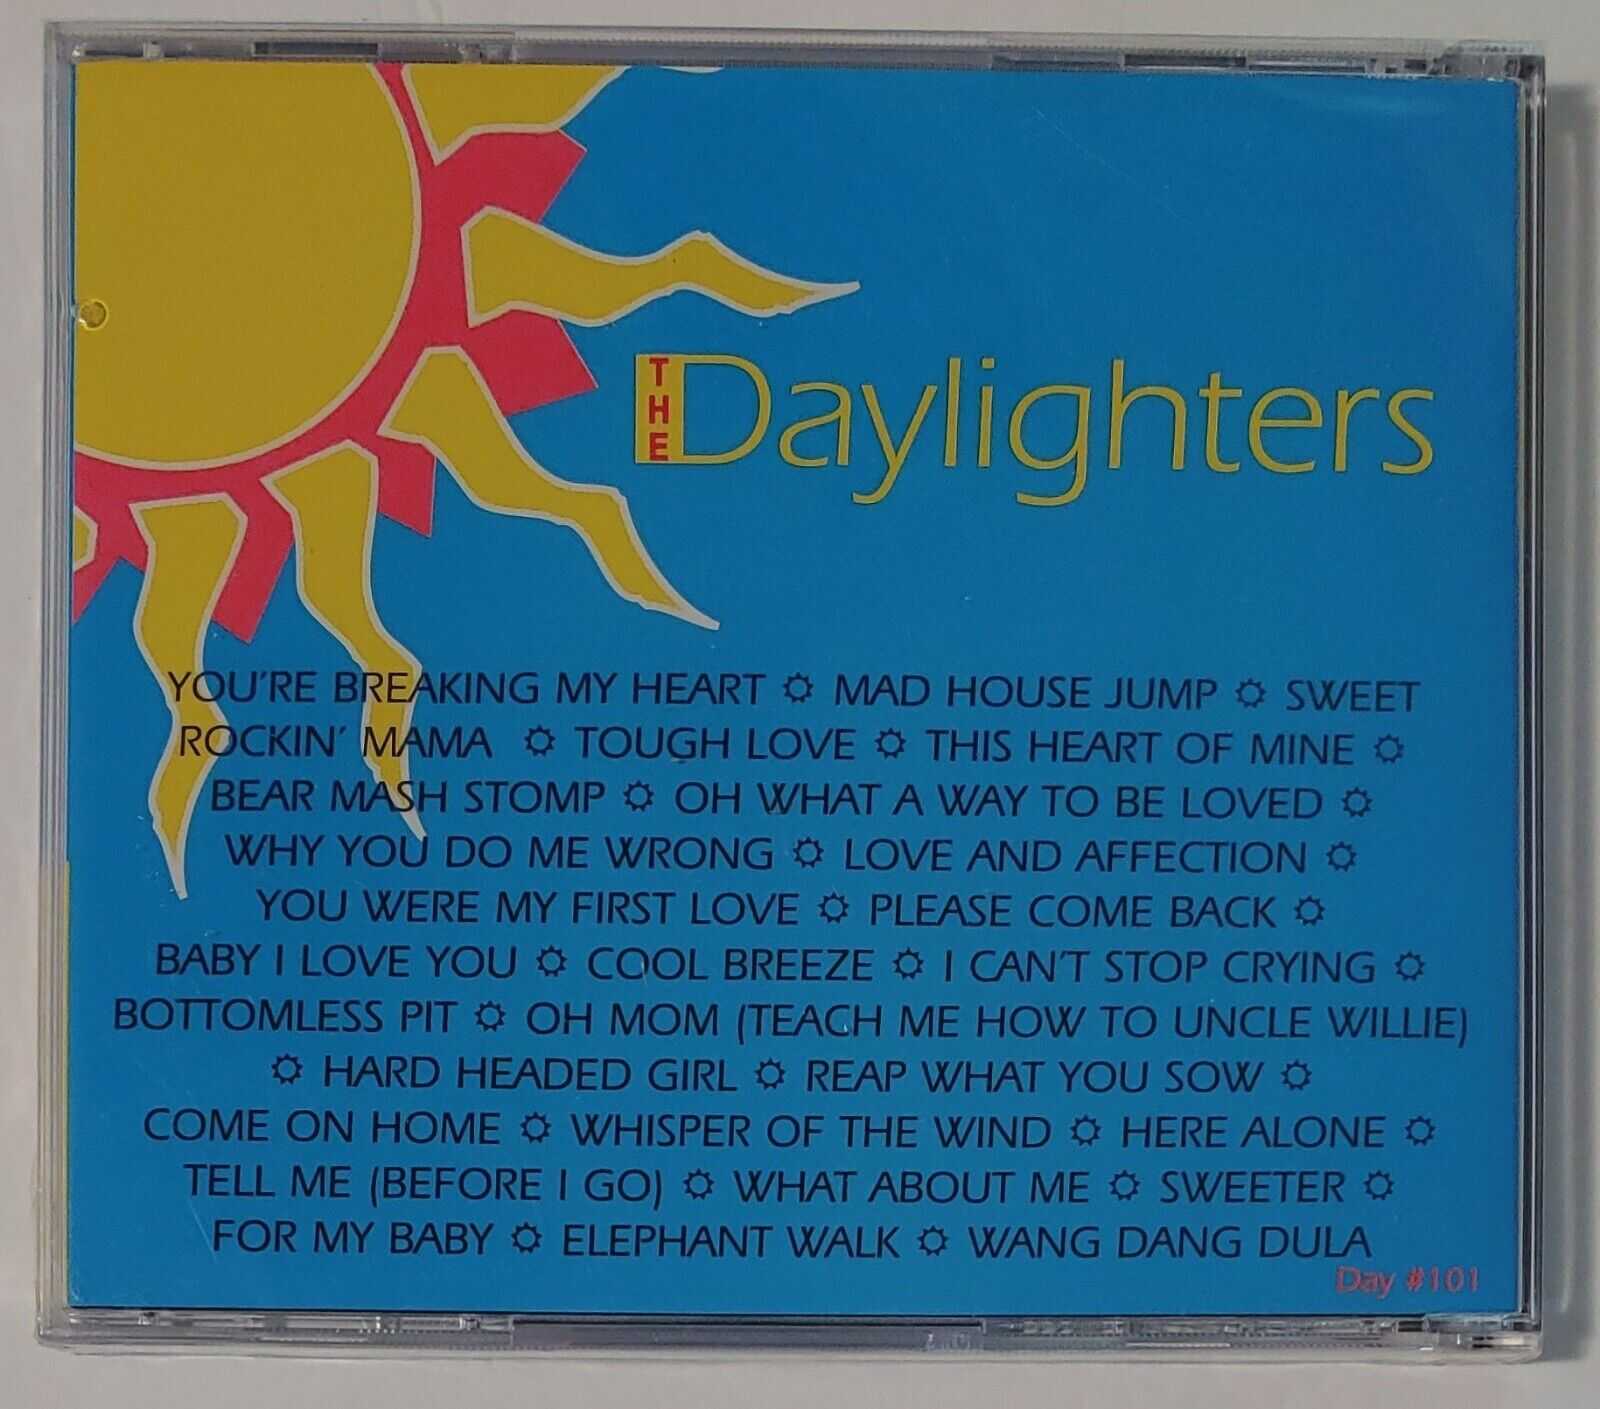 THE Daylighters
YOU'RE BREAKING MY HEART ☼ MAD HOUSE JUMP ☼ SWEET
ROCKIN' MAMA ☼ TOUGH LOVE ☼ THIS HEART OF MINE ☼
BEAR MASH STOMP ☼ OH WHAT A WAY TO BE LOVED ☼
WHY YOU DO ME WRONG ☼ LOVE AND AFFECTION ☼
YOU WERE MY FIRST LOVE ☼ PLEASE COME BACK ☼
BABY I LOVE YOU ☼ COOL BREEZE ☼ I CAN'T STOP CRYING ☼
BOTTOMLESS PIT ☼ OH MOM (TEACH ME HOW TO UNCLE WILLIE)
☼ HARD HEADED GIRL ☼ REAP WHAT YOU SOW ☼
COME ON HOME ☼ WHISPER OF THE WIND ☼ HERE ALONE ☼
TELL ME (BEFORE I GO) ☼ WHAT ABOUT ME ☼ SWEETER ☼
FOR MY BABY ☼ ELEPHANT WALK ☼ WANG DANG DULA
Day #101